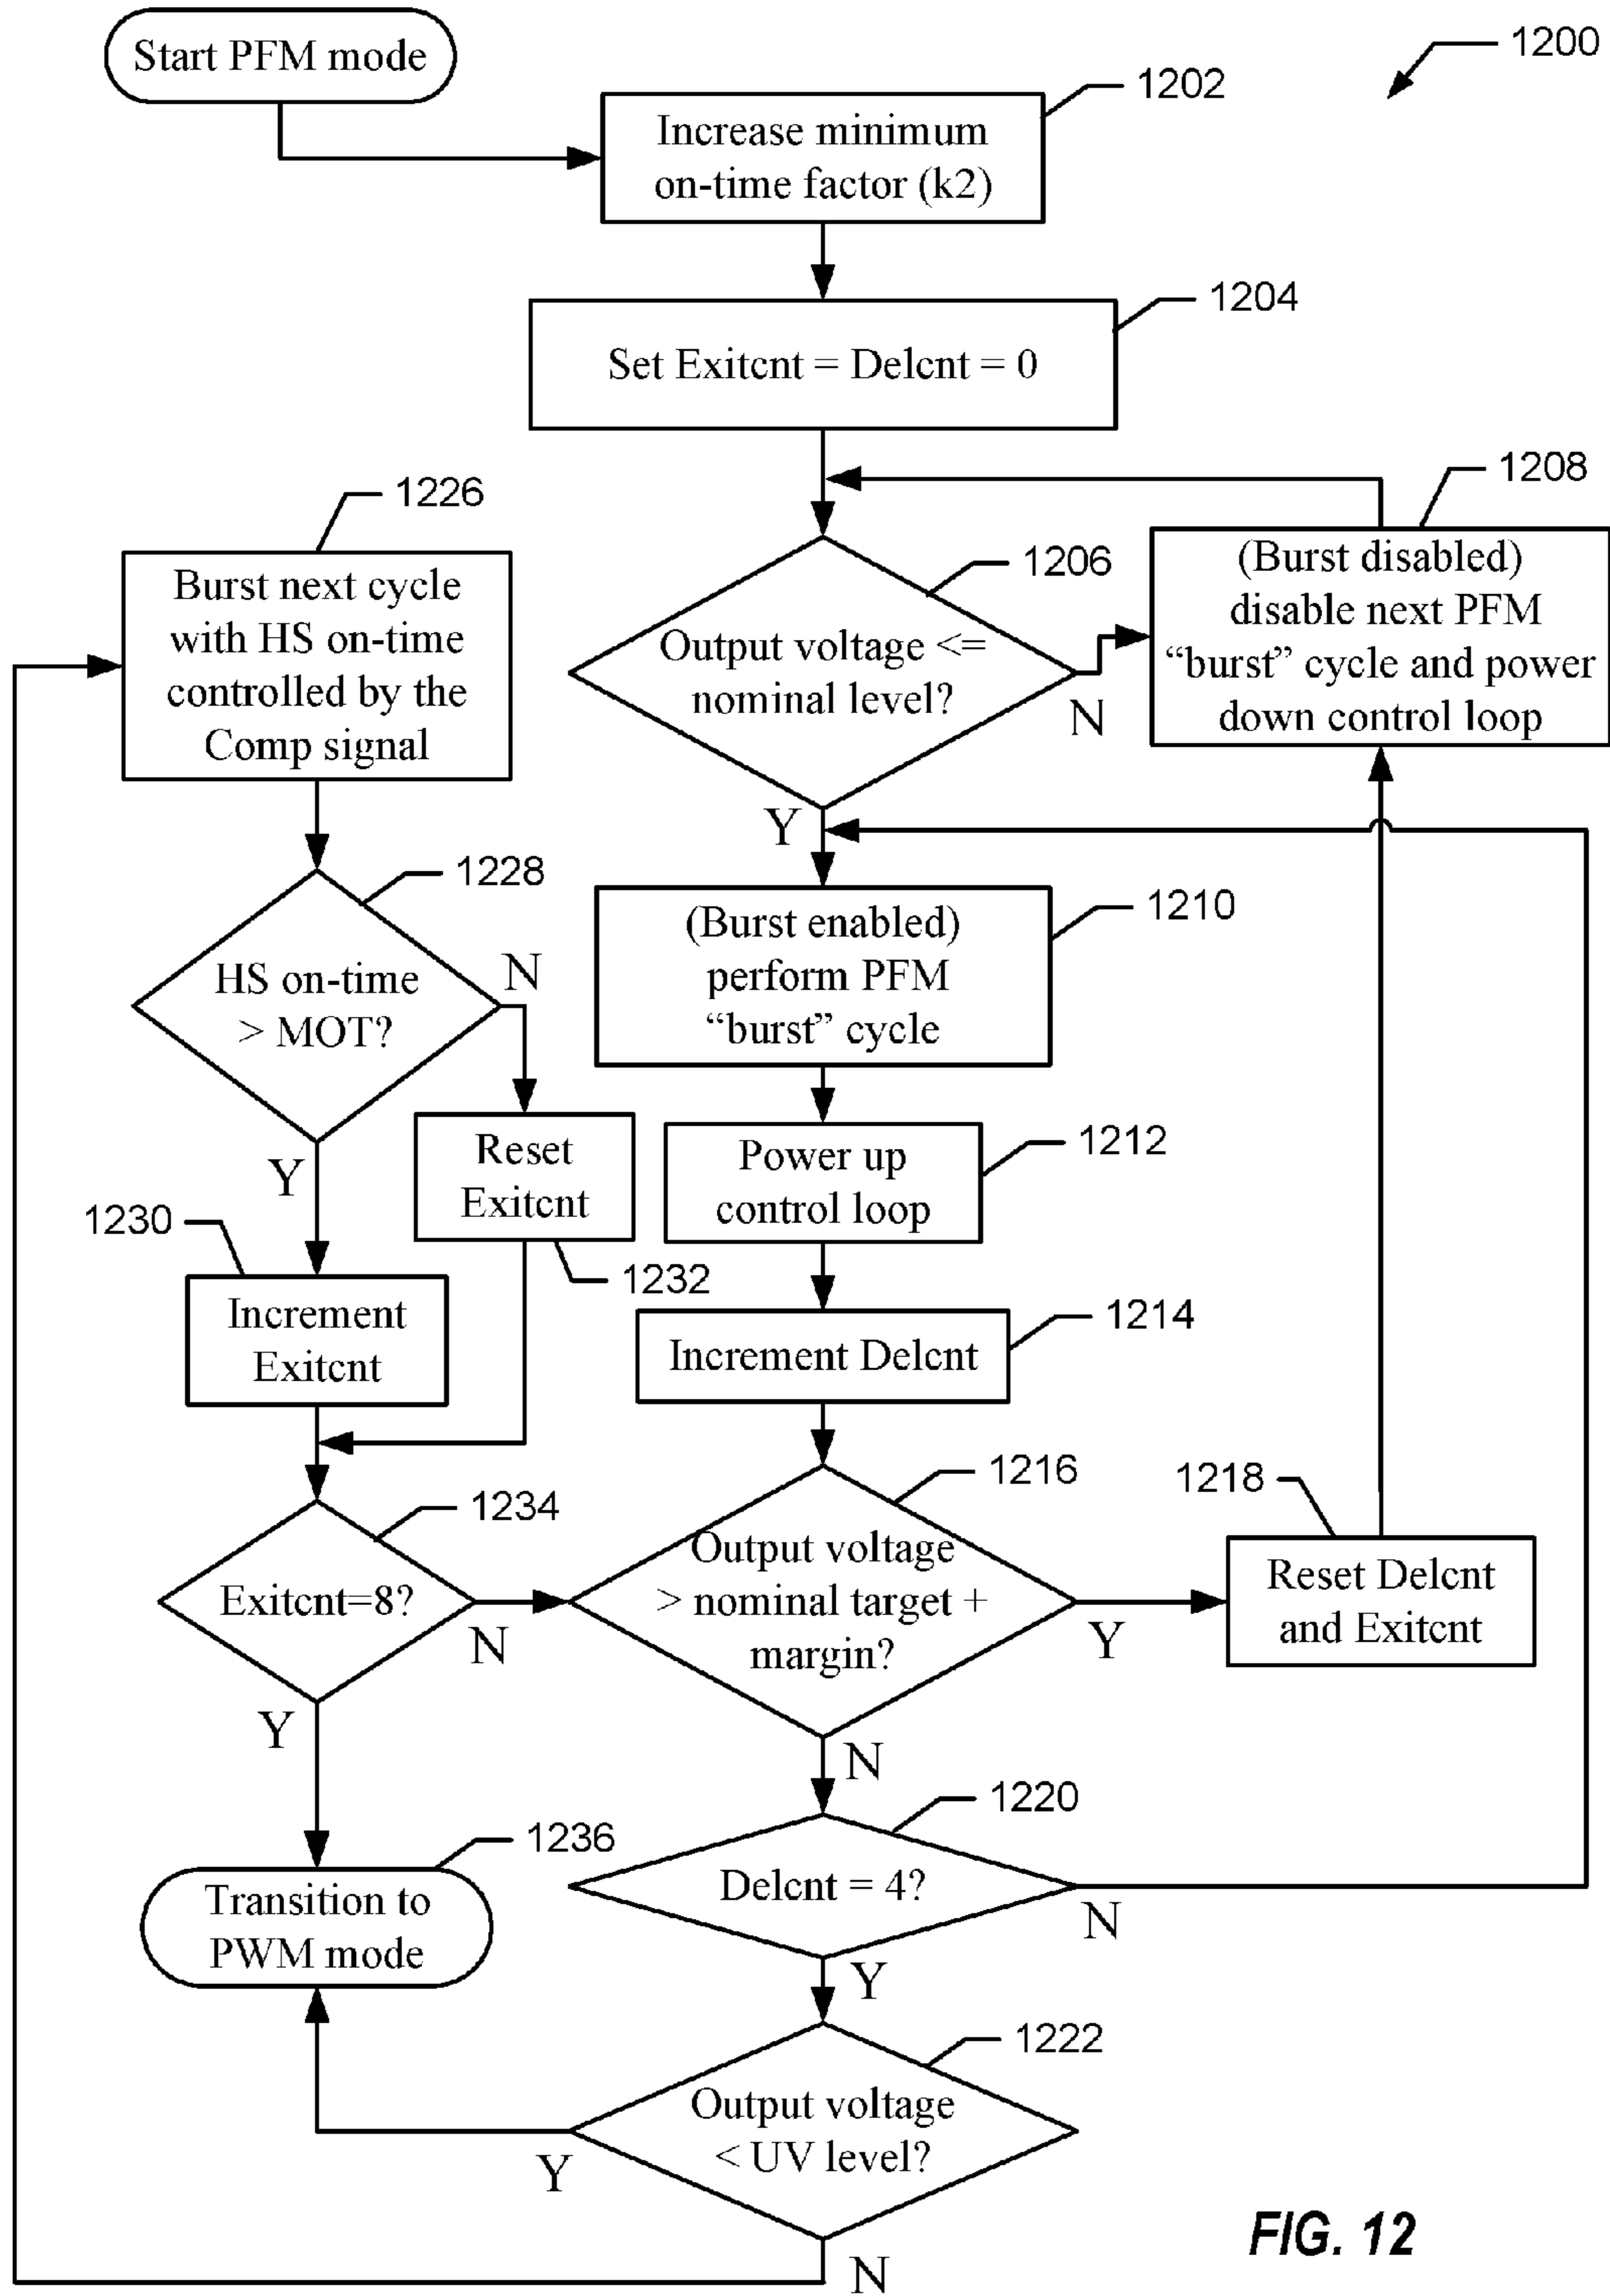 Start PFM mode
1200
1202
Increase minimum
on-time factor (k2)
1204
Set Exitcnt = Delcnt = 0
1226
1208
Burst next cycle
with HS on-time
controlled by the
Comp signal
1206
Output voltage <=
nominal level?
N
Y
(Burst disabled)
disable next PFM
“burst” cycle and power
down control loop
1228
HS on-time
> MOT?
N
Y
1210
(Burst enabled)
perform PFM
“burst” cycle
Reset
Exitcnt
1232
1212
Power up
control loop
1230
Increment
Exitcnt
1214
Increment Delcnt
1234
Exitcnt=8?
N
Y
1216
Output voltage
> nominal target +
margin?
Y
N
1218
Reset Delcnt
and Exitcnt
1236
Transition to
PWM mode
1220
Delcnt = 4?
N
Y
1222
Output voltage
< UV level?
Y
N
FIG. 12